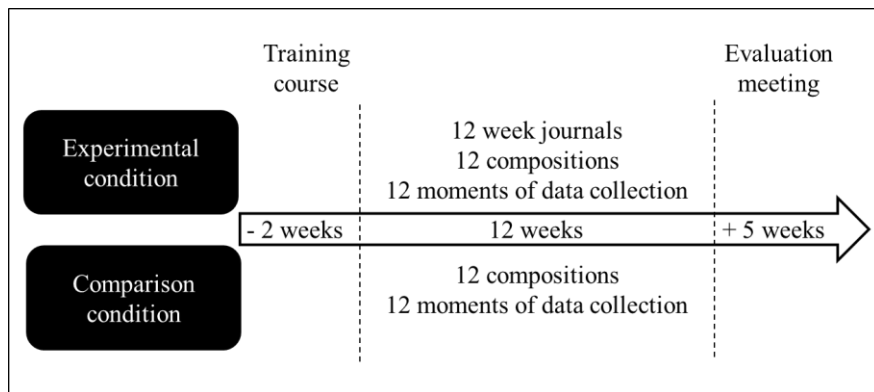 Training
course
Evaluation
meeting
Experimental
condition
12 week journals
12 compositions
12 moments of data collection
- 2 weeks
12 weeks
+ 5 weeks
Comparison
condition
12 compositions
12 moments of data collection